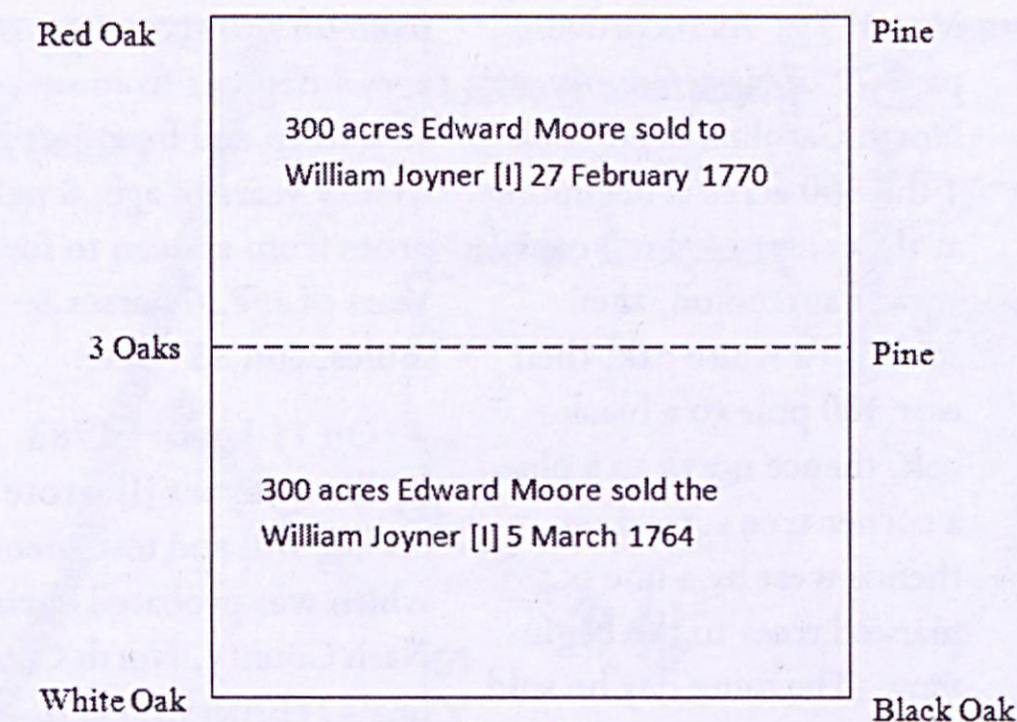 Red Oak
Pine
300 acres Edward Moore sold to
William Joyner [I] 27 February 1770
3 Oaks
Pine
300 acres Edward Moore sold the
William Joyner [I] 5 March 1764
White Oak
Black Oak